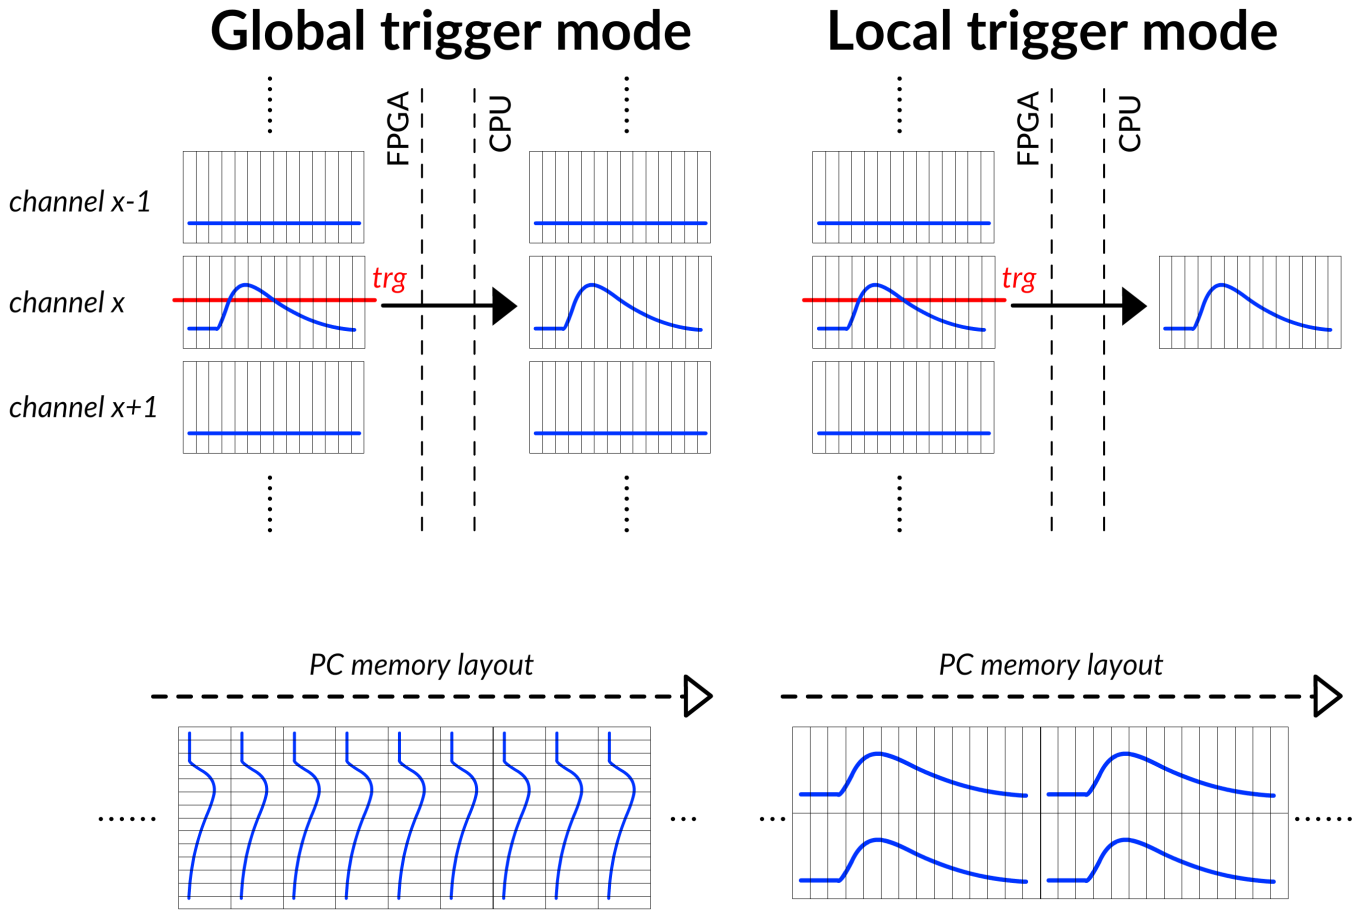 Global trigger mode
Local trigger mode
FPGA
CPU
FPGA
CPU
channel x-1
channel x
trg
trg
channel x+1
PC memory layout
PC memory layout